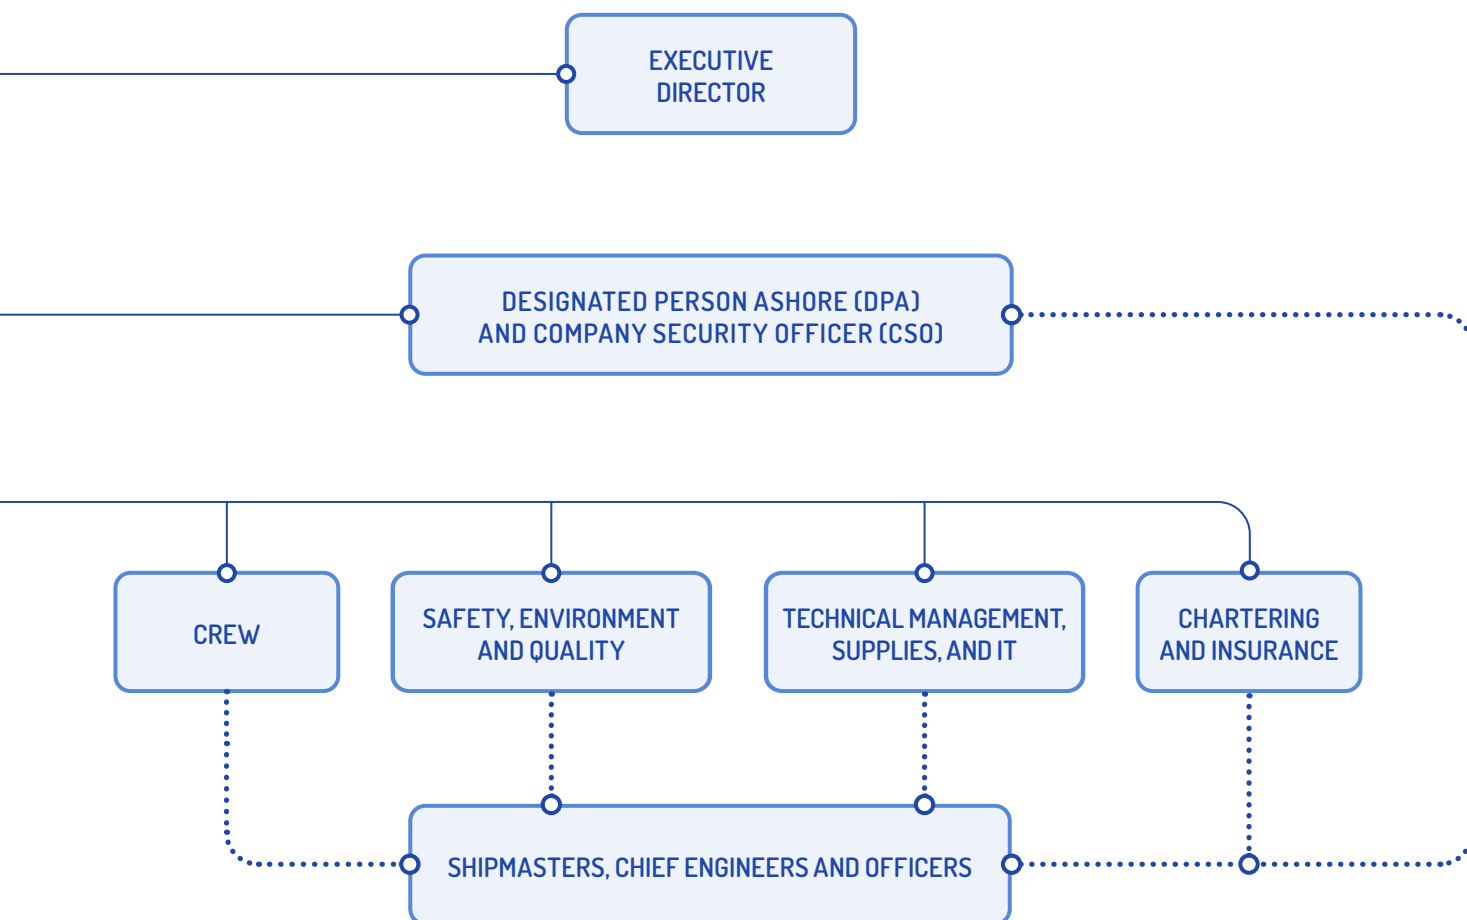 EXECUTIVE
DIRECTOR
DESIGNATED PERSON ASHORE (DPA)
AND COMPANY SECURITY OFFICER (CSO)
CREW
SAFETY, ENVIRONMENT
AND QUALITY
TECHNICAL MANAGEMENT,
SUPPLIES, AND IT
CHARTERING
AND INSURANCE
SHIPMASTERS, CHIEF ENGINEERS AND OFFICERS